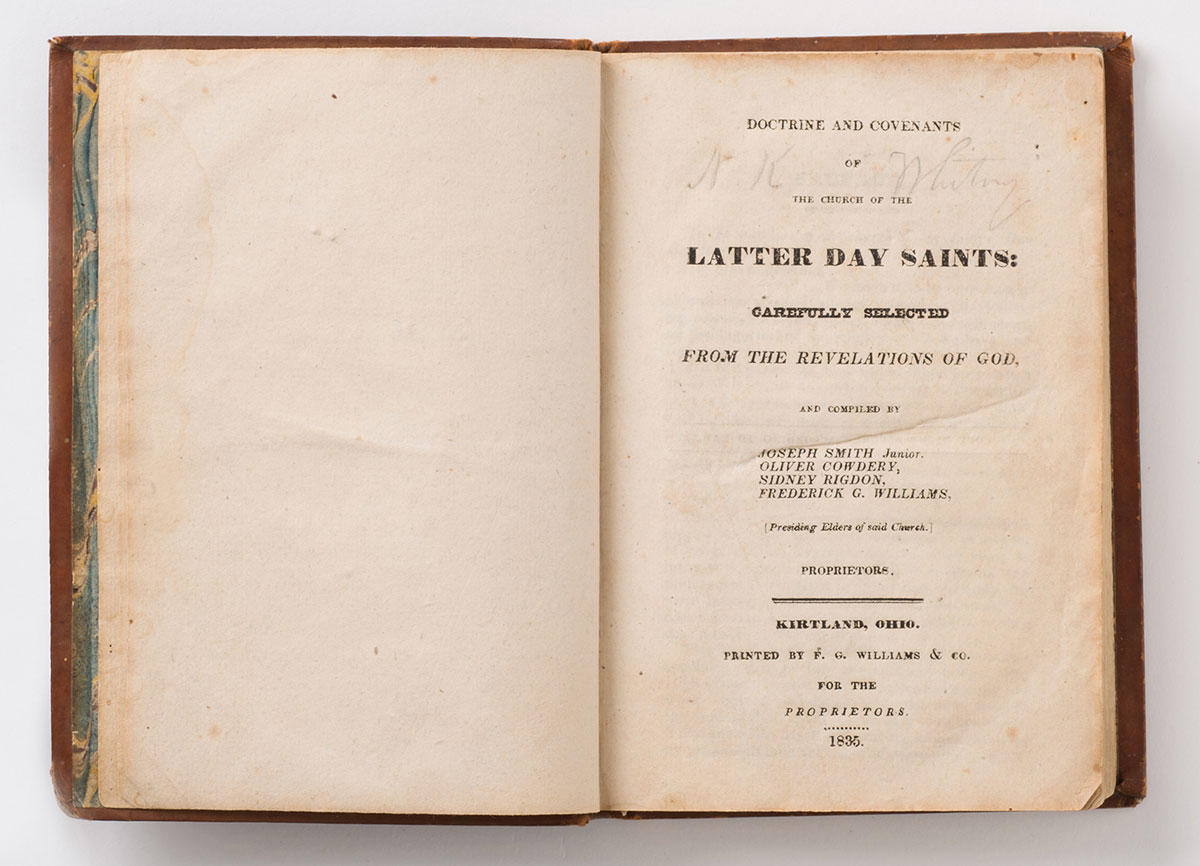 DOCTRINE AND COVENANTS
OF
N K Whitney
THE CHURCH OF THE
LATTER DAY SAINTS:
CAREFULLY SELECTED
FROM THE REVELATIONS OF GOD,
AND COMPILED BY
JOSEPH SMITH Junior.
OLIVER COWDERY,
SIDNEY RIGDON,
FREDERICK G. WILLIAMS,
[Presiding Elders of said Church.]
PROPRIETORS.
KIRTLAND, OHIO.
PRINTED BY F. G. WILLIAMS & CO.
FOR THE
PROPRIETORS.
1835.